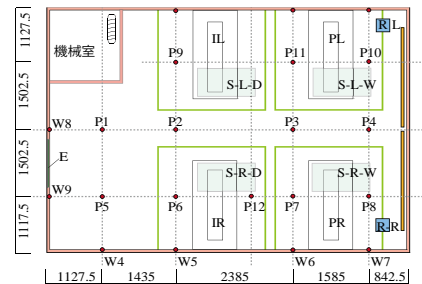 1127.5
1502.5
1502.5
1117.5
機械室
IL
PL
R L
P9
P11
P10
S-L-D
S-L-W
W8
P1
P2
P3
P4
E
S-R-D
S-R-W
W9
P5
P6
P12
P7
P8
IR
PR
R-R
W4
W5
W6
W7
1127.5
1435
2385
1585
842.5